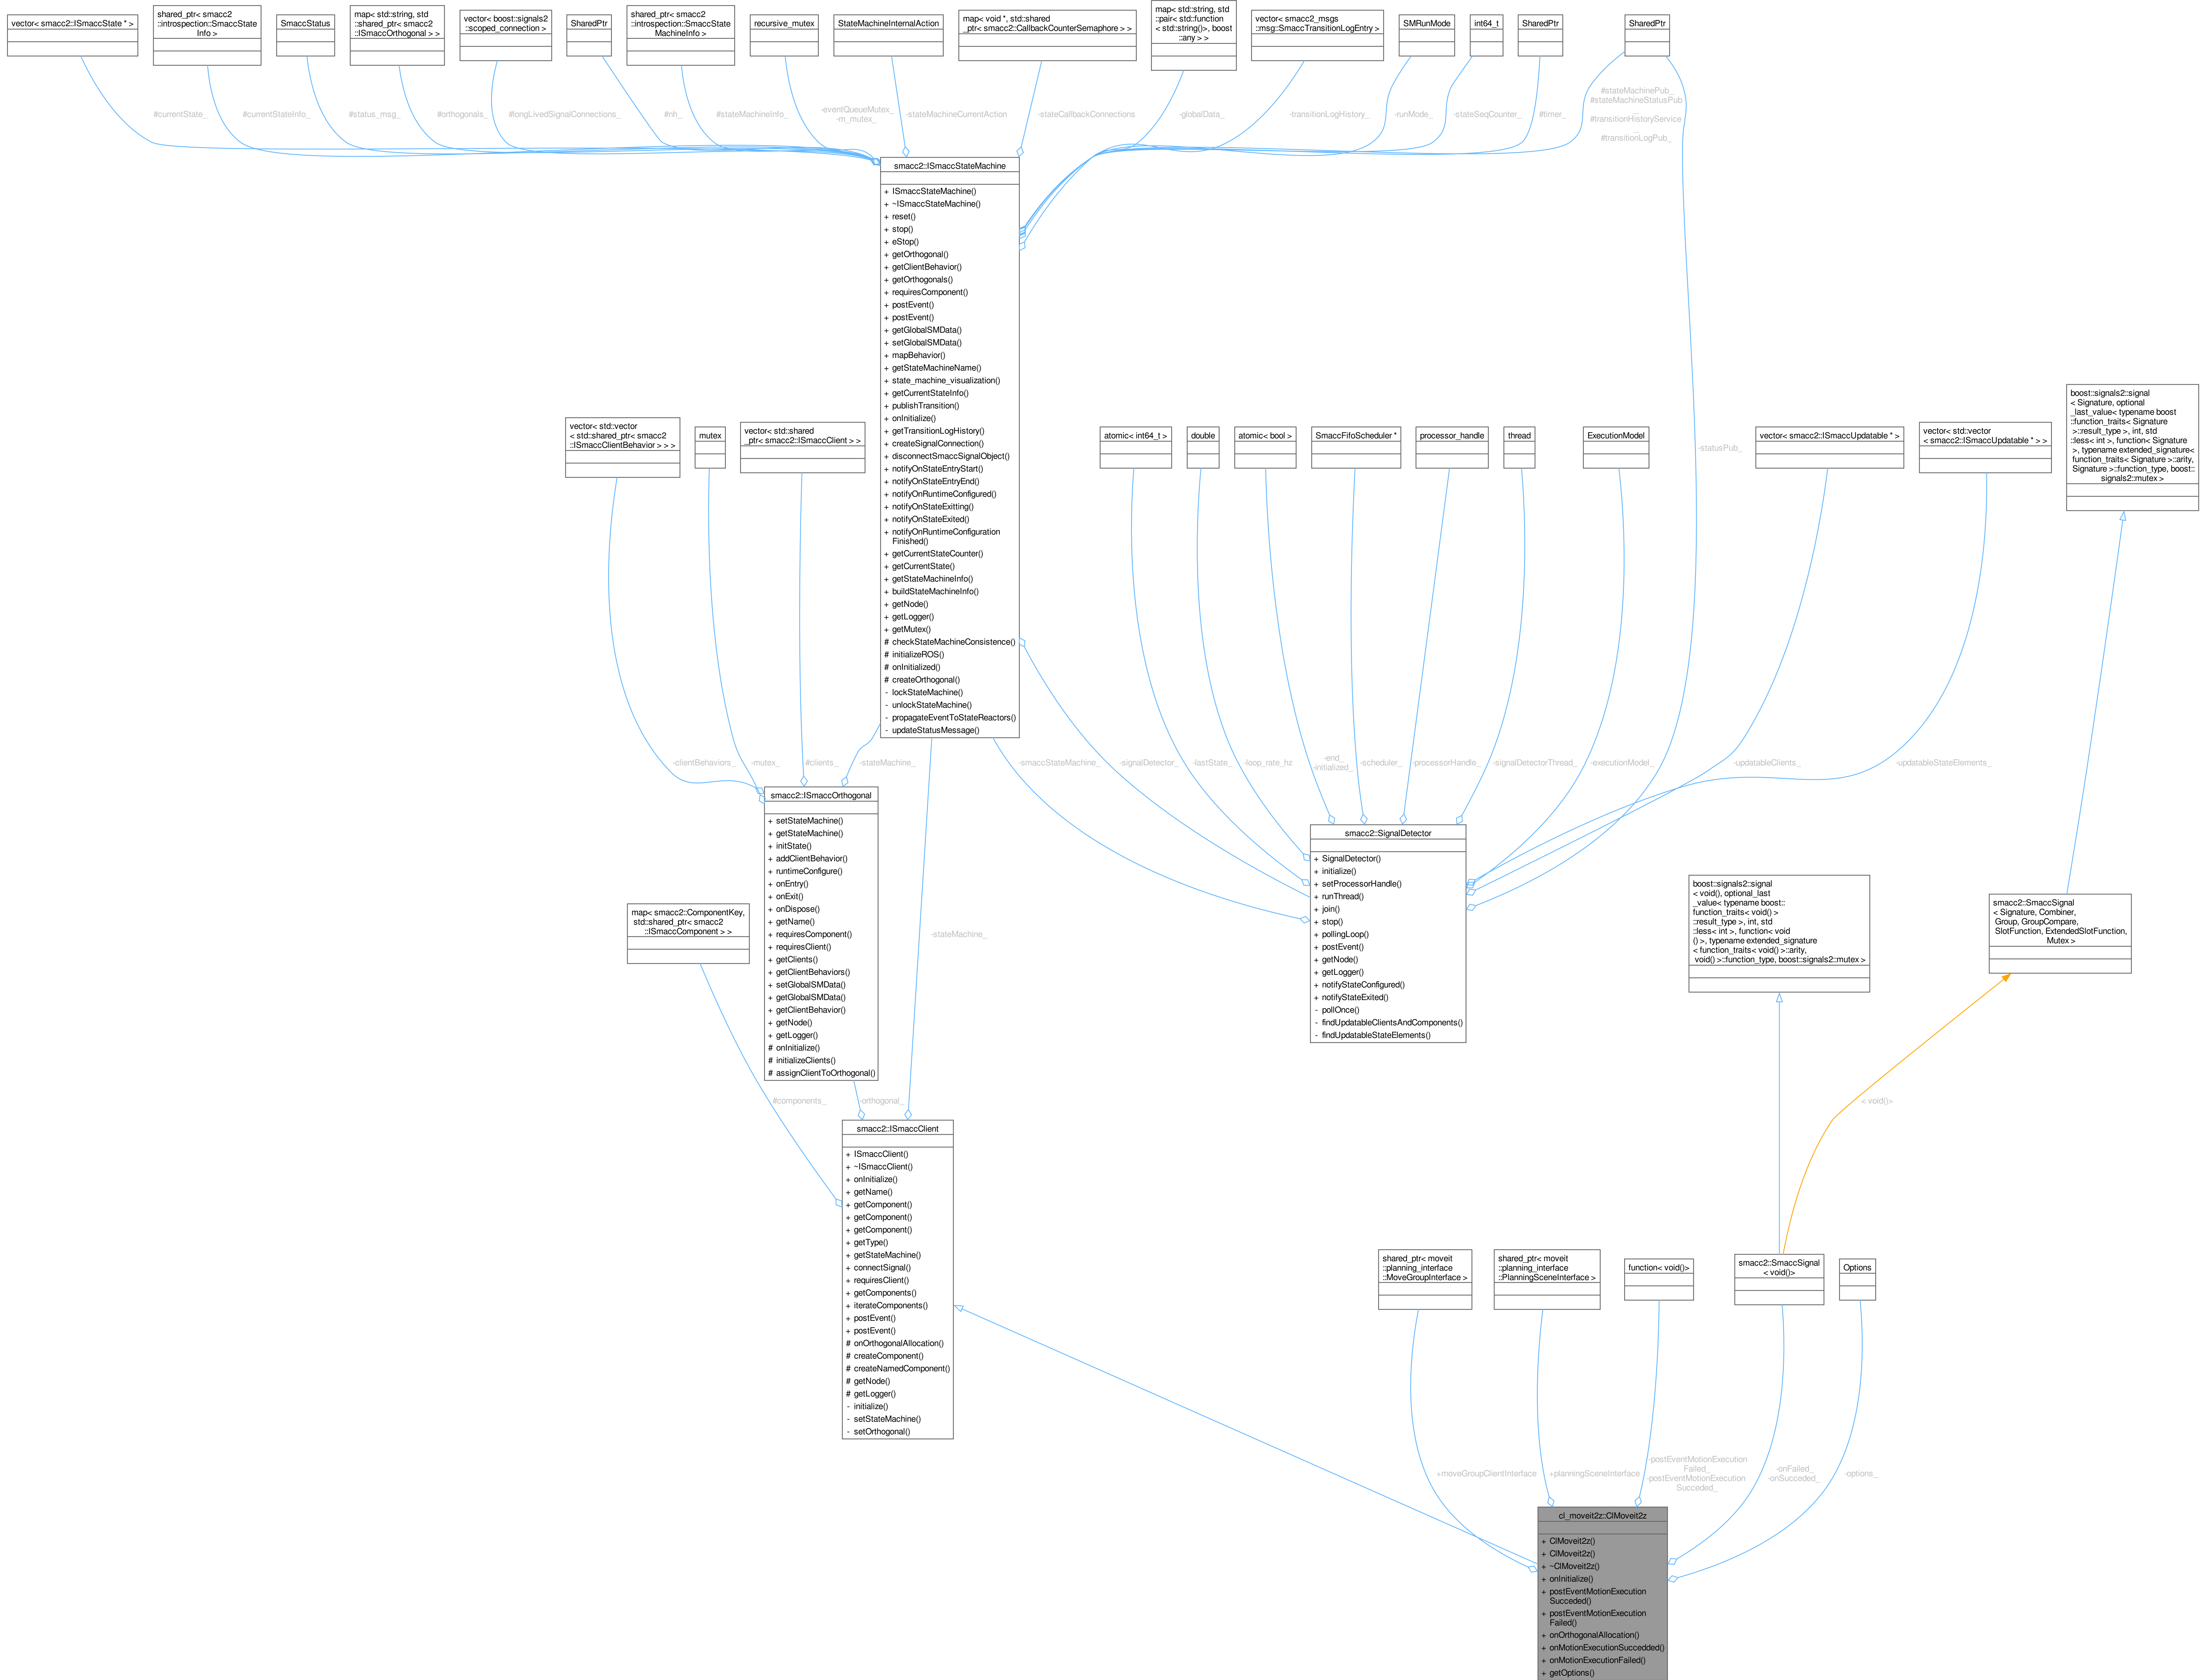 vector< smacc2::ISmaccState * >
shared_ptr< smacc2
::introspection::SmaccState
Info >
SmaccStatus
map< std::string, std
::shared_ptr< smacc2
::ISmaccOrthogonal > >
vector< boost::signals2
::scoped_connection >
SharedPtr
shared_ptr< smacc2
::introspection::SmaccState
MachineInfo >
recursive_mutex
StateMachineInternalAction
map< void *, std::shared
_ptr< smacc2::CallbackCounterSemaphore > >
map< std::string, std
::pair< std::function
< std::string()>, boost
::any > >
vector< smacc2_msgs
::msg::SmaccTransitionLogEntry >
SMRunMode
int64_t
SharedPtr
SharedPtr
#currentState_
#currentStateInfo_
#status_msg_
#orthogonals_
#longLivedSignalConnections_
#nh_
#stateMachineInfo_
-eventQueueMutex_
-m_mutex_
-stateMachineCurrentAction
-stateCallbackConnections
-globalData_
-transitionLogHistory_
-runMode_
-stateSeqCounter_
#timer_
#stateMachinePub_
#stateMachineStatusPub
_
#transitionHistoryService
_
#transitionLogPub_
smacc2::ISmaccStateMachine
+ ISmaccStateMachine()
+ ~ISmaccStateMachine()
+ reset()
+ stop()
+ eStop()
+ getOrthogonal()
+ getClientBehavior()
+ getOrthogonals()
+ requiresComponent()
+ postEvent()
+ postEvent()
+ getGlobalSMData()
+ setGlobalSMData()
+ mapBehavior()
+ getStateMachineName()
+ state_machine_visualization()
+ getCurrentStateInfo()
+ publishTransition()
+ onInitialize()
+ getTransitionLogHistory()
+ createSignalConnection()
+ disconnectSmaccSignalObject()
+ notifyOnStateEntryStart()
+ notifyOnStateEntryEnd()
+ notifyOnRuntimeConfigured()
+ notifyOnStateExitting()
+ notifyOnStateExited()
+ notifyOnRuntimeConfiguration
Finished()
+ getCurrentStateCounter()
+ getCurrentState()
+ getStateMachineInfo()
+ buildStateMachineInfo()
+ getNode()
+ getLogger()
+ getMutex()
# checkStateMachineConsistence()
# initializeROS()
# onInitialized()
# createOrthogonal()
- lockStateMachine()
- unlockStateMachine()
- propagateEventToStateReactors()
- updateStatusMessage()
vector< std::vector
< std::shared_ptr< smacc2
::ISmaccClientBehavior > > >
mutex
vector< std::shared
_ptr< smacc2::ISmaccClient > >
atomic< int64_t >
double
atomic< bool >
SmaccFifoScheduler *
processor_handle
thread
ExecutionModel
-statusPub_
vector< smacc2::ISmaccUpdatable * >
vector< std::vector
< smacc2::ISmaccUpdatable * > >
boost::signals2::signal
< Signature, optional
_last_value< typename boost
::function_traits< Signature
>::result_type >, int, std
::less< int >, function< Signature
>, typename extended_signature<
function_traits< Signature >::arity,
Signature >::function_type, boost::
signals2::mutex >
-clientBehaviors_
-mutex_
#clients_
-stateMachine_
-smaccStateMachine_
-signalDetector_
-lastState_
-loop_rate_hz
-end_
-initialized_
-scheduler_
-processorHandle_
-signalDetectorThread_
-executionModel_
-updatableClients_
-updatableStateElements_
smacc2::ISmaccOrthogonal
+ setStateMachine()
+ getStateMachine()
+ initState()
+ addClientBehavior()
+ runtimeConfigure()
+ onEntry()
+ onExit()
+ onDispose()
+ getName()
+ requiresComponent()
+ requiresClient()
+ getClients()
+ getClientBehaviors()
+ setGlobalSMData()
+ getGlobalSMData()
+ getClientBehavior()
+ getNode()
+ getLogger()
# onInitialize()
# initializeClients()
# assignClientToOrthogonal()
smacc2::SignalDetector
+ SignalDetector()
+ initialize()
+ setProcessorHandle()
+ runThread()
+ join()
+ stop()
+ pollingLoop()
+ postEvent()
+ getNode()
+ getLogger()
+ notifyStateConfigured()
+ notifyStateExited()
- pollOnce()
- findUpdatableClientsAndComponents()
- findUpdatableStateElements()
map< smacc2::ComponentKey,
std::shared_ptr< smacc2
::ISmaccComponent > >
-stateMachine_
boost::signals2::signal
< void(), optional_last
_value< typename boost::
function_traits< void() >
::result_type >, int, std
::less< int >, function< void
() >, typename extended_signature
< function_traits< void() >::arity,
void() >::function_type, boost::signals2::mutex >
smacc2::SmaccSignal
< Signature, Combiner,
Group, GroupCompare,
SlotFunction, ExtendedSlotFunction,
Mutex >
#components_
-orthogonal_
< void()>
smacc2::ISmaccClient
+ ISmaccClient()
+ ~ISmaccClient()
+ onInitialize()
+ getName()
+ getComponent()
+ getComponent()
+ getComponent()
+ getType()
+ getStateMachine()
+ connectSignal()
+ requiresClient()
+ getComponents()
+ iterateComponents()
+ postEvent()
+ postEvent()
# onOrthogonalAllocation()
# createComponent()
# createNamedComponent()
# getNode()
# getLogger()
- initialize()
- setStateMachine()
- setOrthogonal()
shared_ptr< moveit
::planning_interface
::MoveGroupInterface >
shared_ptr< moveit
::planning_interface
::PlanningSceneInterface >
function< void()>
smacc2::SmaccSignal
< void()>
Options
+moveGroupClientInterface
+planningSceneInterface
-postEventMotionExecution
Failed_
-postEventMotionExecution
Succeded_
-onFailed_
-onSucceded_
-options_
cl_moveit2z::ClMoveit2z
+ ClMoveit2z()
+ ClMoveit2z()
+ ~ClMoveit2z()
+ onInitialize()
+ postEventMotionExecution
Succeded()
+ postEventMotionExecution
Failed()
+ onOrthogonalAllocation()
+ onMotionExecutionSuccedded()
+ onMotionExecutionFailed()
+ getOptions()